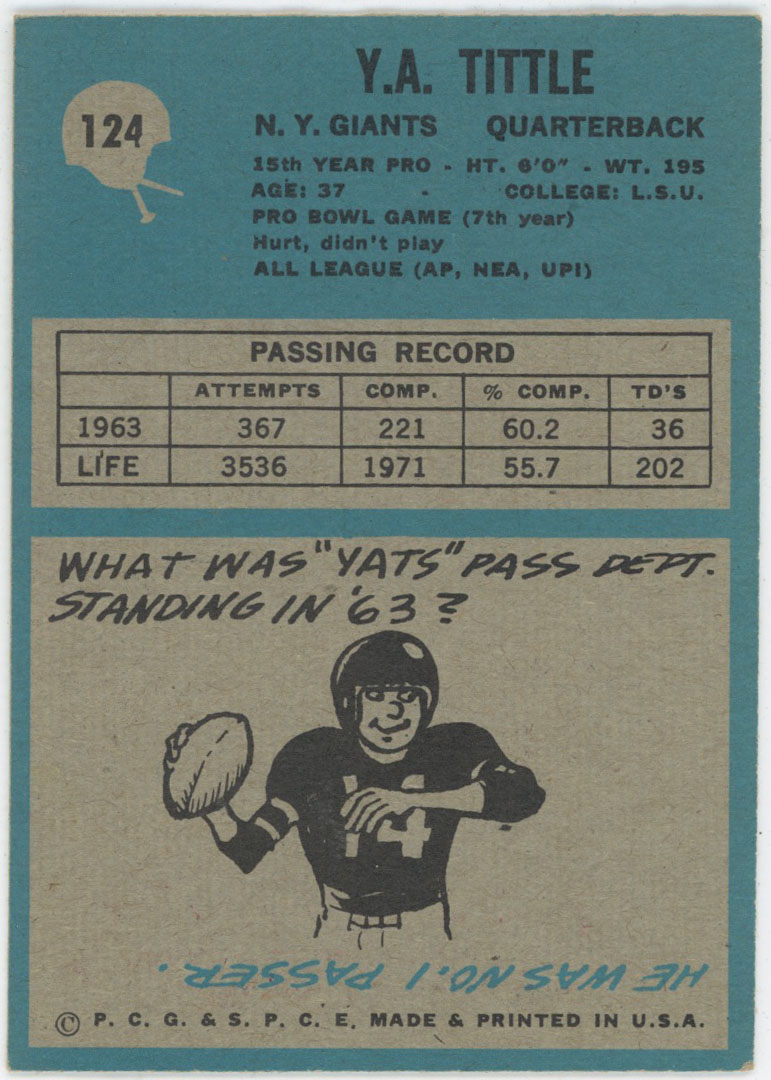 124
Y.A. TITTLE
N. Y. GIANTS QUARTERBACK
15th YEAR PRO - HT. 6'0" - WT. 195
AGE: 37 - COLLEGE: L.S.U.
PRO BOWL GAME (7th year)
Hurt, didn't play
ALL LEAGUE (AP, NEA, UPI)
PASSING RECORD
ATTEMPTS COMP. % COMP. TD'S
1963 367 221 60.2 36
LIFE 3536 1971 55.7 202
WHAT WAS "YATS" PASS DEPT.
STANDING IN '63?
14
HE WAS NO. 1 PASSER.
© P. C. G. & S. P. C. E. MADE & PRINTED IN U.S.A.